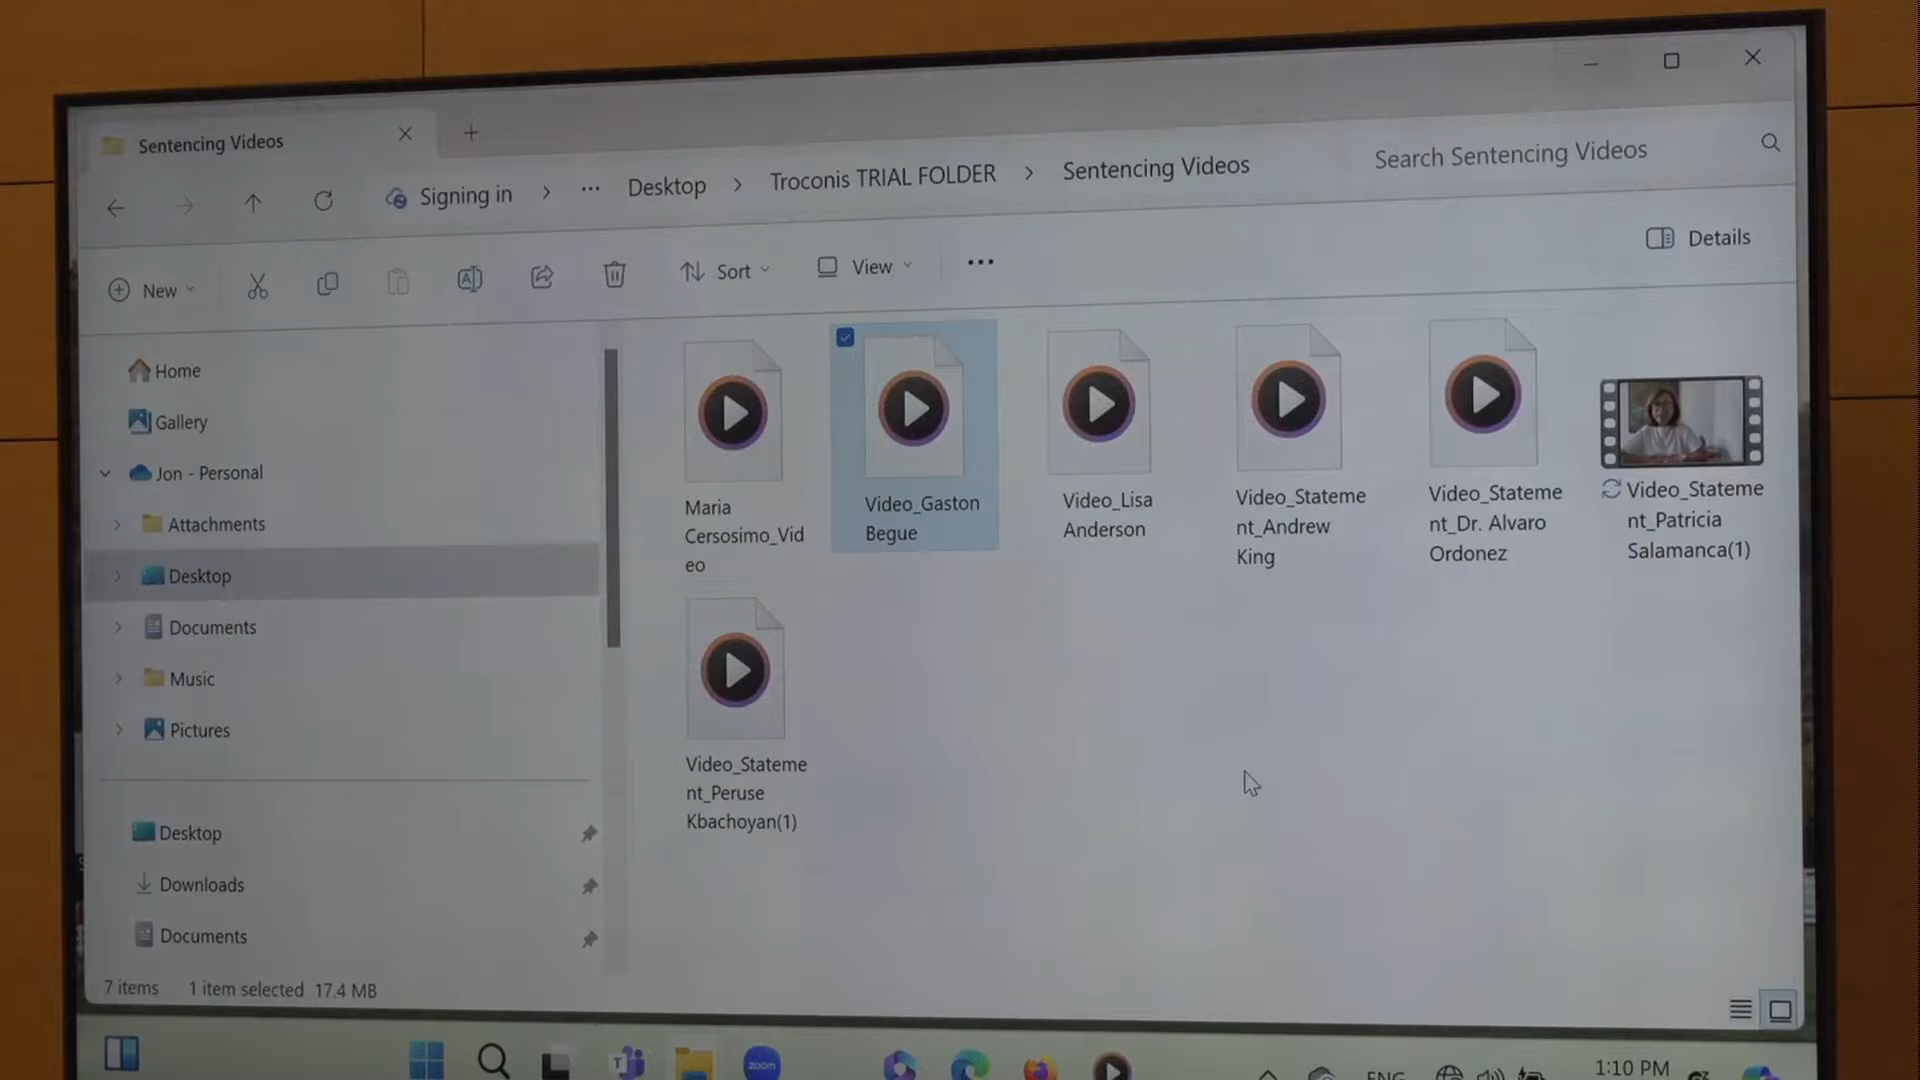 Sentencing Videos
Signing in > ... Desktop > Troconis TRIAL FOLDER > Sentencing Videos
Search Sentencing Videos
New
Sort
View
...
Details
Home
Gallery
Jon - Personal
Attachments
Desktop
Documents
Music
Pictures
Desktop
Downloads
Documents
Maria
Cersosimo_Vid
eo
Video_Gaston
Begue
Video_Lisa
Anderson
Video_Stateme
nt_Andrew
King
Video_Stateme
nt_Dr. Alvaro
Ordonez
Video_Stateme
nt_Patricia
Salamanca(1)
Video_Stateme
nt_Peruse
Kbachoyan(1)
7 items 1 item selected 17.4 MB
zoom
ENG
1:10 PM